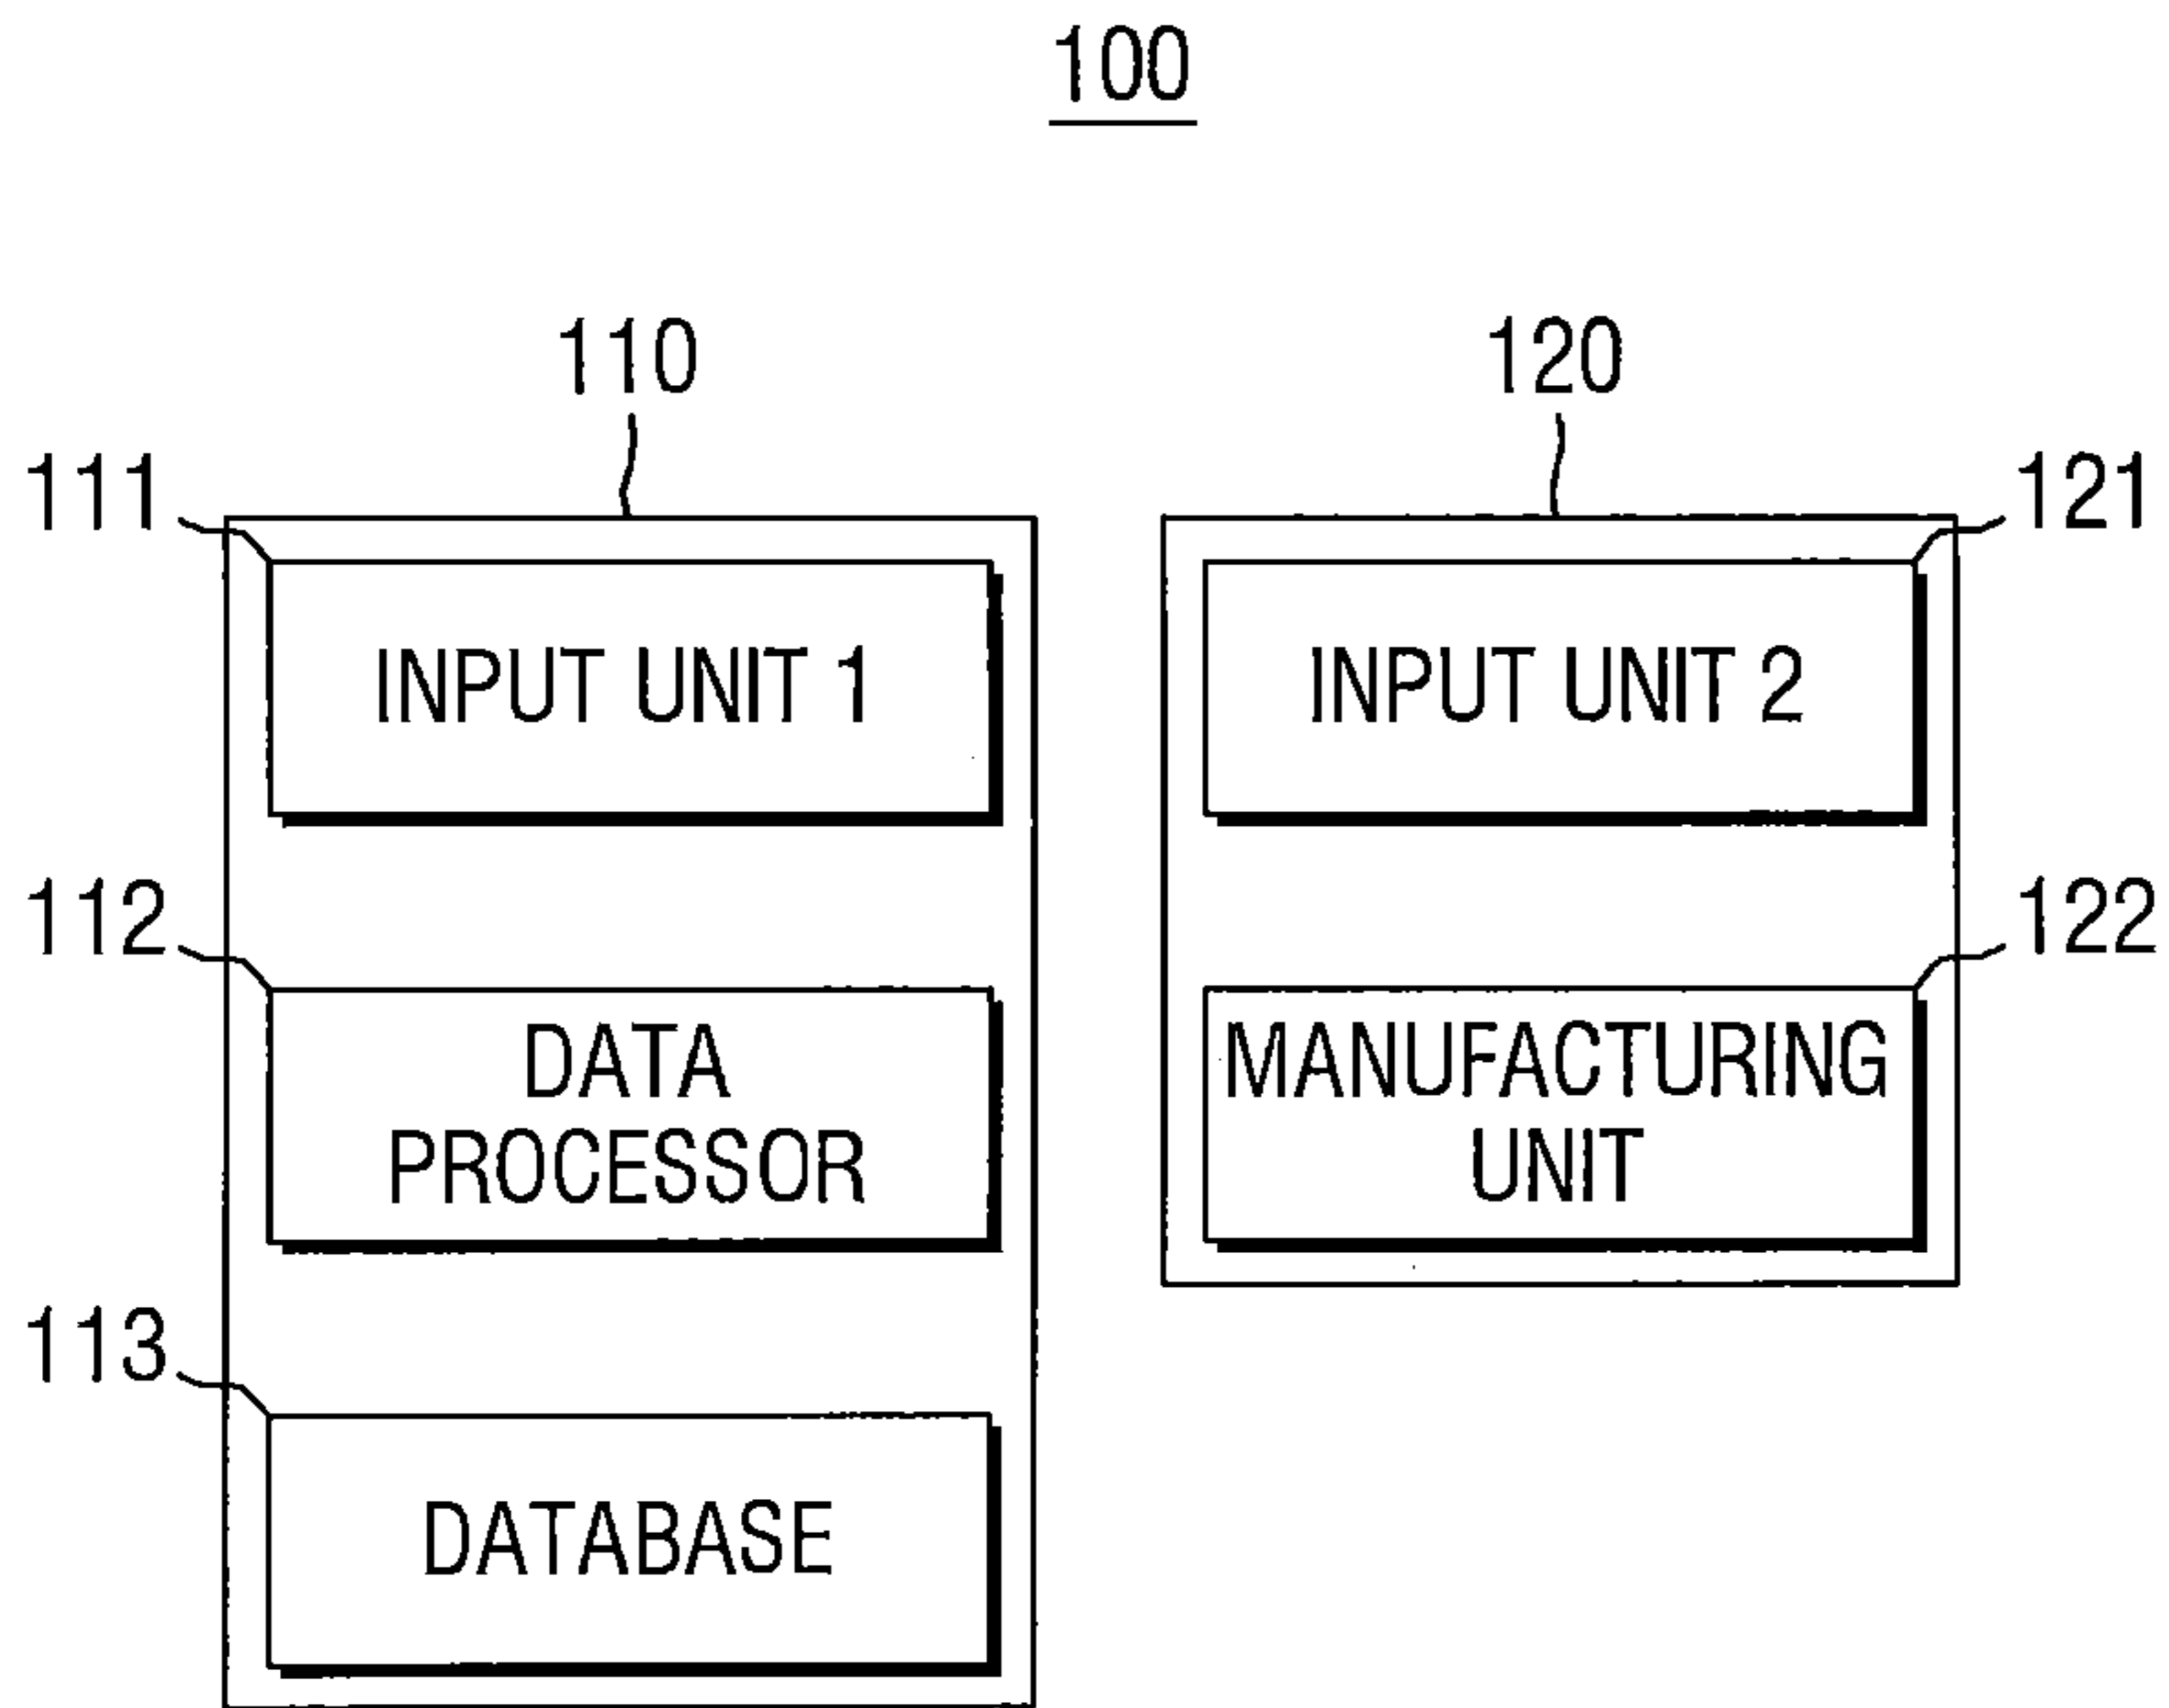 100
110
120
111
121
INPUT UNIT 1
INPUT UNIT 2
112
122
DATA
PROCESSOR
MANUFACTURING
UNIT
113
DATABASE